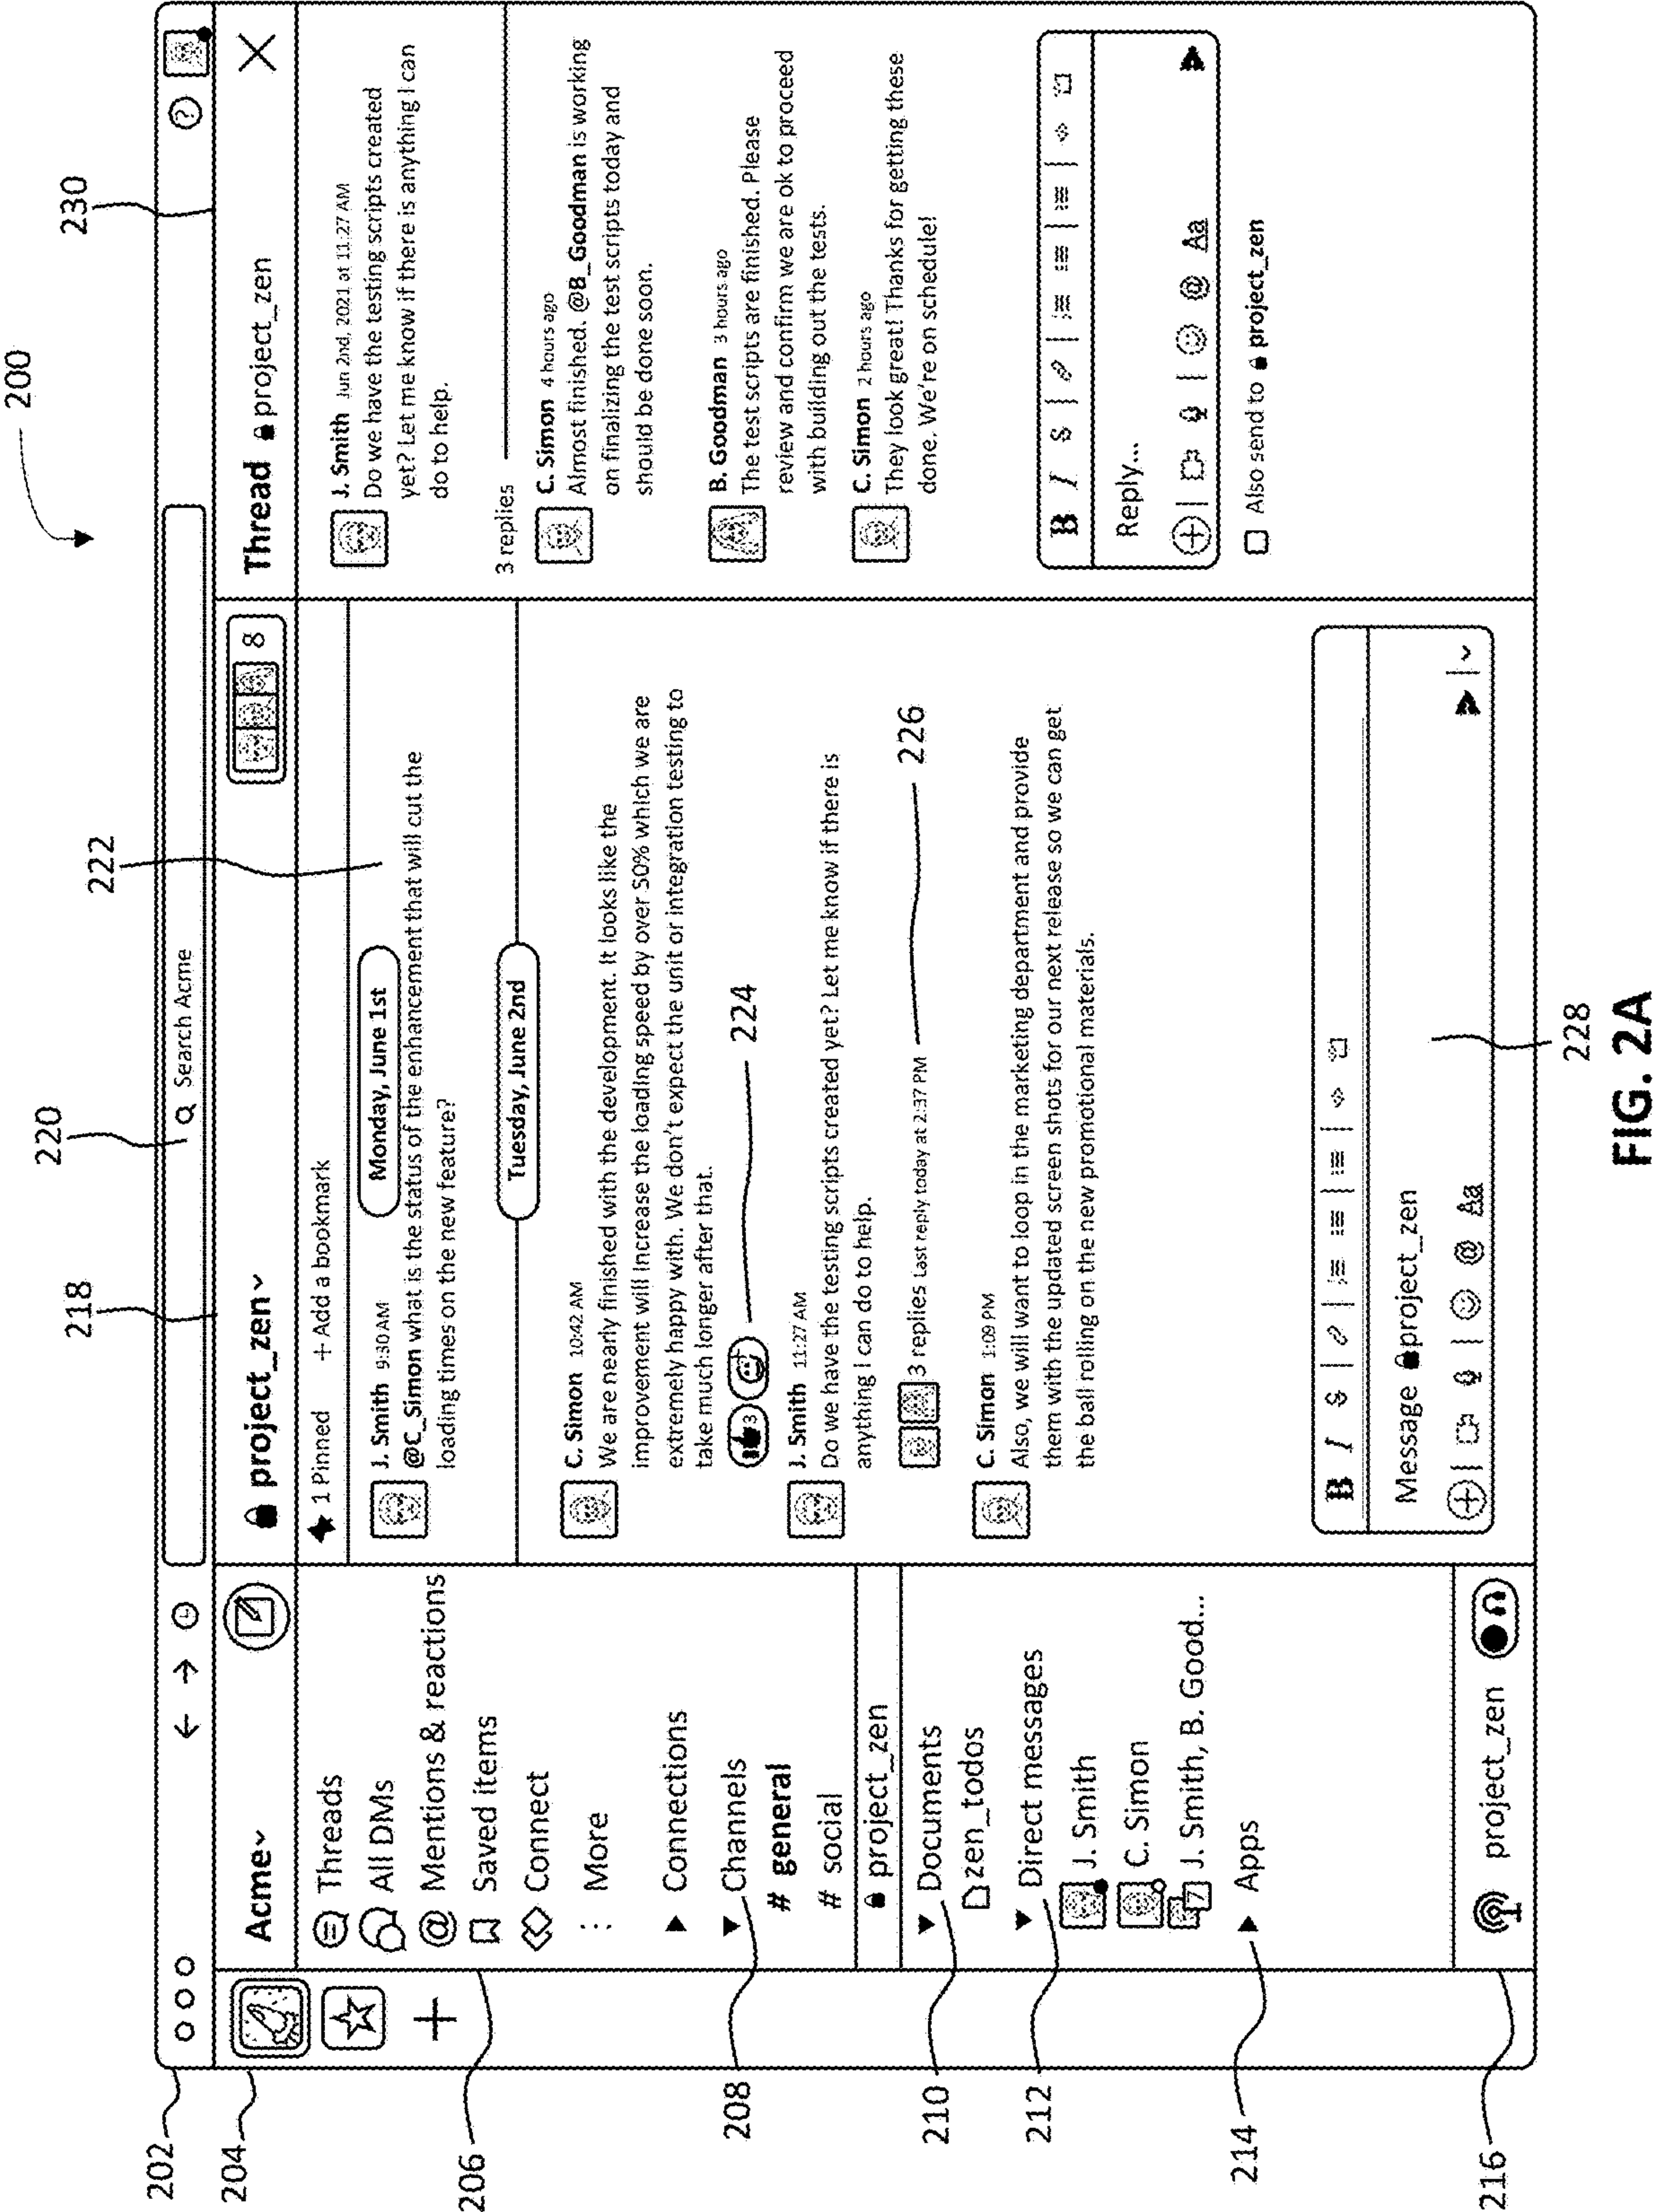 200
202
204
206
208
210
212
214
216
218
220
222
224
226
228
230
Search Acme
?
Acme
Threads
All DMs
@ Mentions & reactions
Saved items
Connect
More
Connections
Channels
# general
# social
project_zen
Documents
zen_todos
Direct messages
J. Smith
C. Simon
7 J. Smith, B. Good...
Apps
project_zen
project_zen
8
1 Pinned + Add a bookmark
Monday, June 1st
J. Smith 9:30 AM
@C_Simon what is the status of the enhancement that will cut the
loading times on the new feature?
Tuesday, June 2nd
C. Simon 10:42 AM
We are nearly finished with the development. It looks like the
improvement will increase the loading speed by over 50% which we are
extremely happy with. We don't expect the unit or integration testing to
take much longer after that.
3
J. Smith 11:27 AM
Do we have the testing scripts created yet? Let me know if there is
anything I can do to help.
3 replies Last reply today at 2:37 PM
C. Simon 1:09 PM
Also, we will want to loop in the marketing department and provide
them with the updated screen shots for our next release so we can get
the ball rolling on the new promotional materials.
B I S
Message project_zen
@ Aa
Thread project_zen
J. Smith Jun 2nd, 2021 at 11:27 AM
Do we have the testing scripts created
yet? Let me know if there is anything I can
do to help.
3 replies
C. Simon 4 hours ago
Almost finished. @B_Goodman is working
on finalizing the test scripts today and
should be done soon.
B. Goodman 3 hours ago
The test scripts are finished. Please
review and confirm we are ok to proceed
with building out the tests.
C. Simon 2 hours ago
They look great! Thanks for getting these
done. We're on schedule!
B I S
Reply...
@ Aa
Also send to project_zen
FIG. 2A